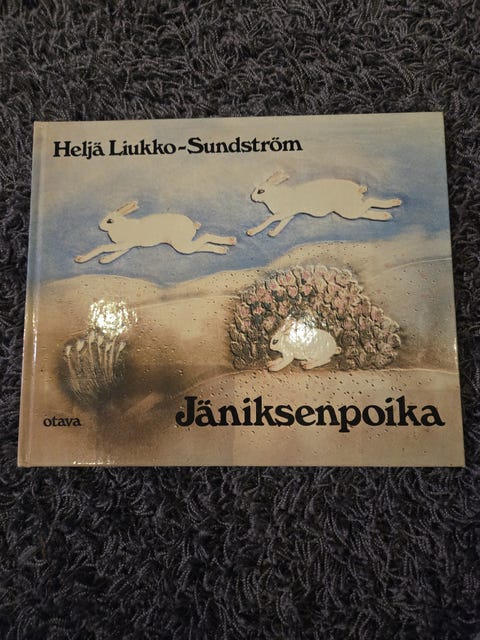 Heljä Liukko-Sundström
otava
Jäniksenpoika